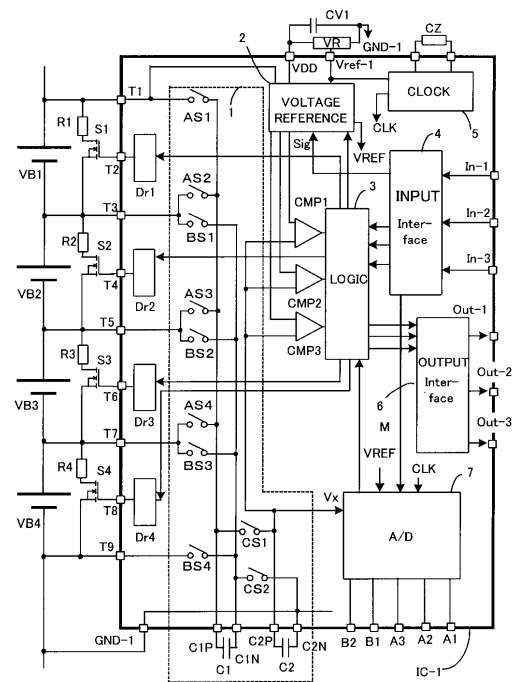 CV1
VR
GND-1
CZ
2
VDD
Vref-1
T1
AS1
1
VOLTAGE
REFERENCE
CLOCK
CLK
5
R1
S1
Sig
VREF
4
T2
Dr1
AS2
3
INPUT
Inter-
face
In-1
VB1
T3
BS1
CMP1
In-2
R2
S2
LOGIC
In-3
T4
Dr2
CMP2
VB2
AS3
Out-1
T5
BS2
CMP3
OUTPUT
Inter-
face
Out-2
R3
S3
T6
Dr3
6
Out-3
VB3
AS4
M
T7
BS3
VREF
CLK
7
R4
S4
T8
Dr4
Vx
VB4
CS1
A/D
T9
BS4
CS2
GND-1
C1P
C1N
C2P
C2N
B2
B1
A3
A2
A1
C1
C2
IC-1